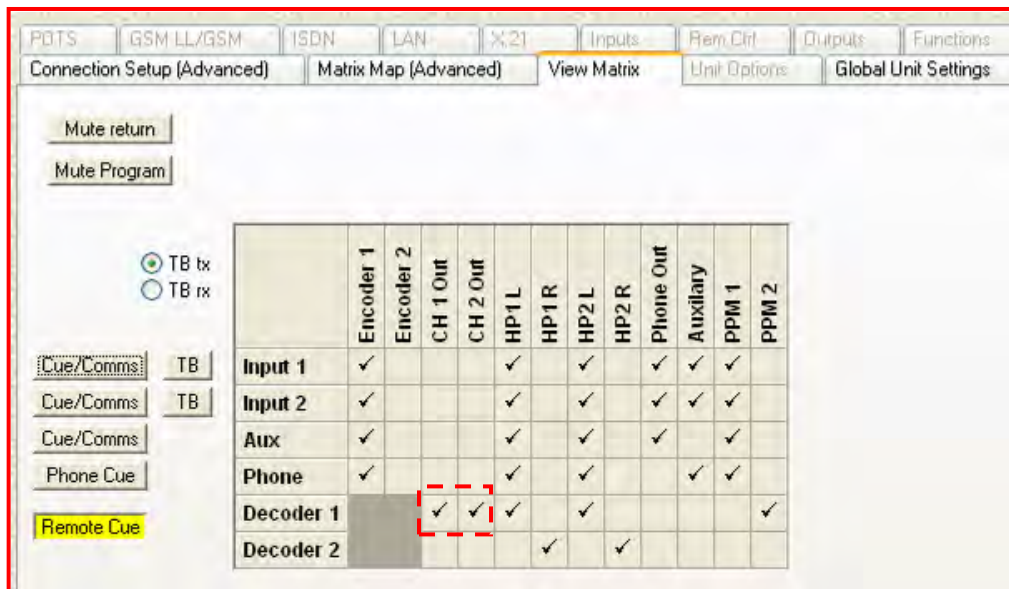 POTS GSM LL/GSM ISDN LAN X.21 Inputs Rem Ctrl Outputs Functions
Connection Setup (Advanced) Matrix Map (Advanced) View Matrix Unit Options Global Unit Settings
Mute return
Mute Program
TB tx
TB rx
Encoder 1 Encoder 2 CH 1 Out CH 2 Out HP1 L HP1 R HP2 L HP2 R Phone Out Auxilary PPM 1 PPM 2
Cue/Comms TB Input 1 ✓ ✓ ✓ ✓ ✓ ✓
Cue/Comms TB Input 2 ✓ ✓ ✓ ✓ ✓ ✓
Cue/Comms Aux ✓ ✓ ✓ ✓ ✓
Phone Cue Phone ✓ ✓ ✓ ✓ ✓
Remote Cue Decoder 1 ✓ ✓ ✓ ✓ ✓
Decoder 2 ✓ ✓